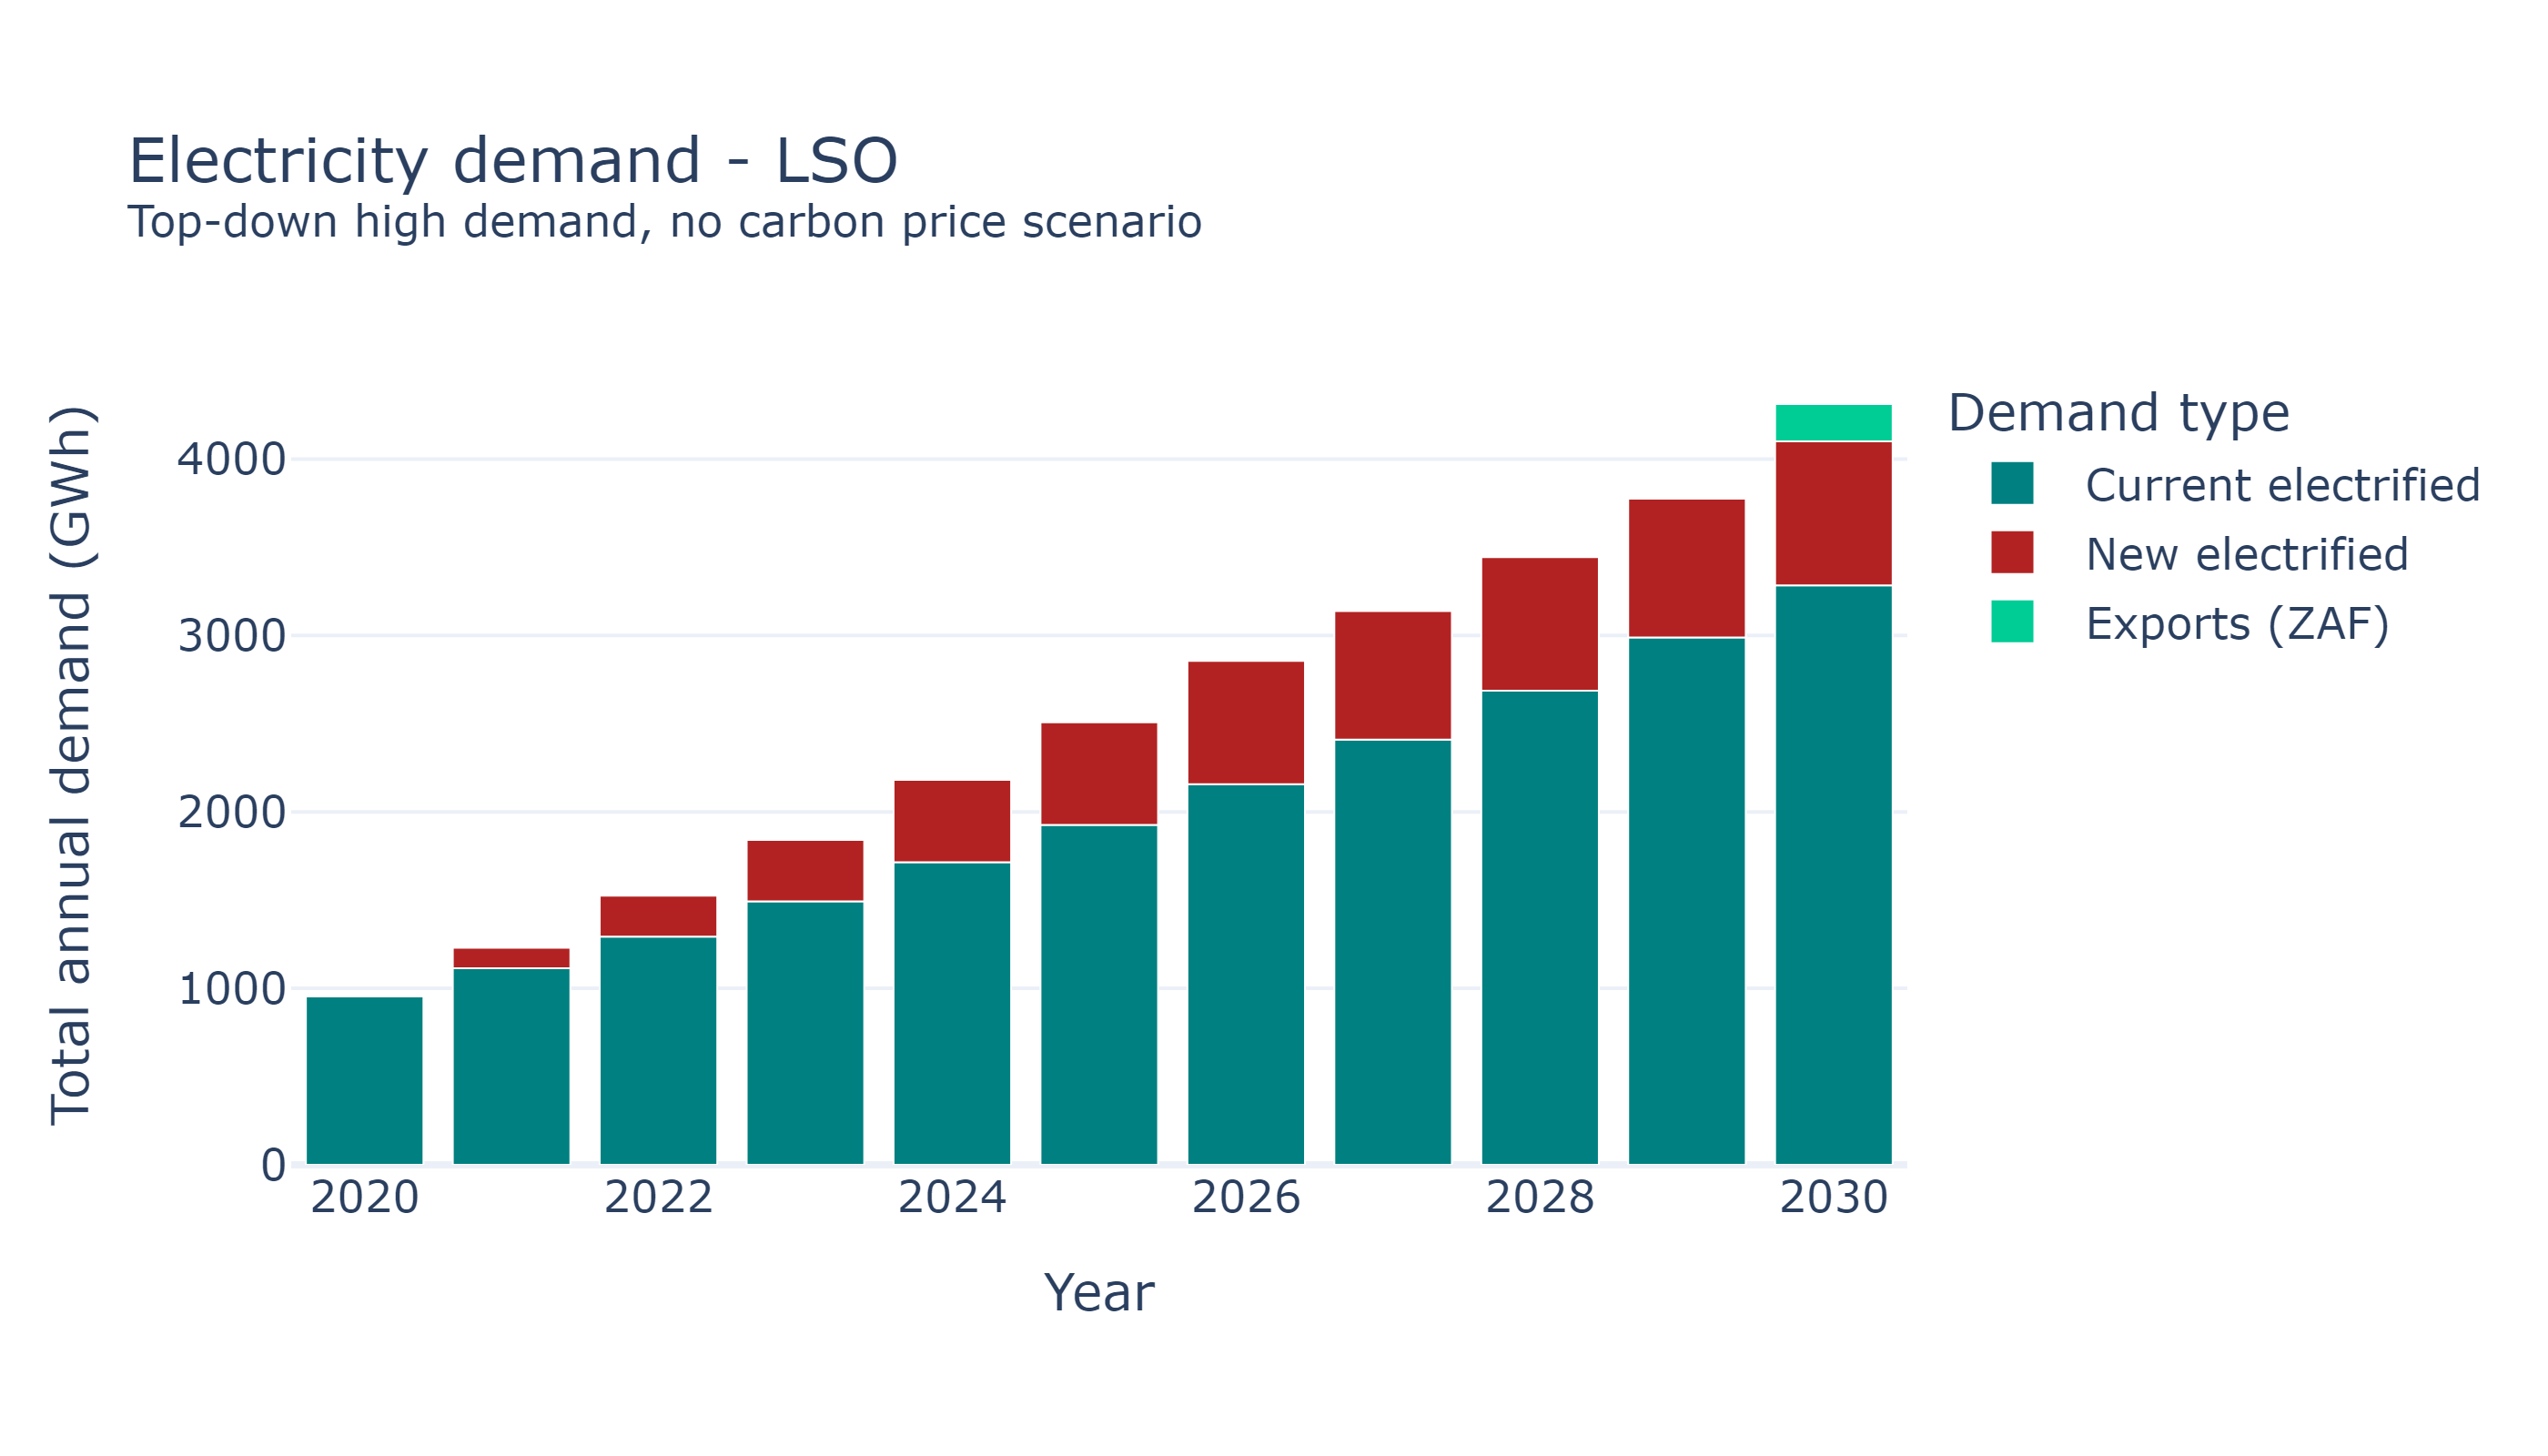 Electricity demand - LSO
Top-down high demand, no carbon price scenario
Total annual demand (GWh)
4000
3000
2000
1000
0
2020 2022 2024 2026 2028 2030
Year
Demand type
Current electrified
New electrified
Exports (ZAF)